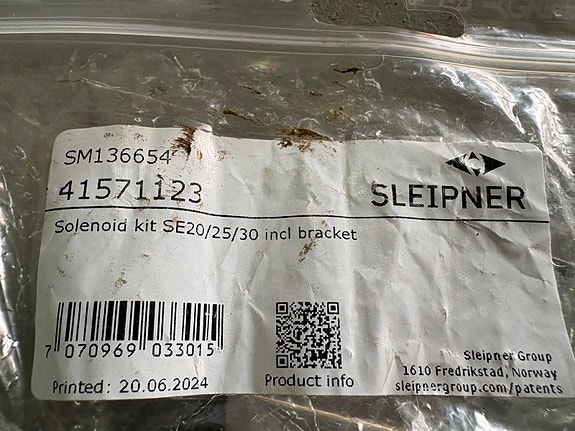 SM136654
41571123
SLEIPNER
Solenoid kit SE20/25/30 incl bracket
7 070969 033015
Printed: 20.06.2024
Product info
Sleipner Group
1610 Fredrikstad, Norway
sleipnergroup.com/patents